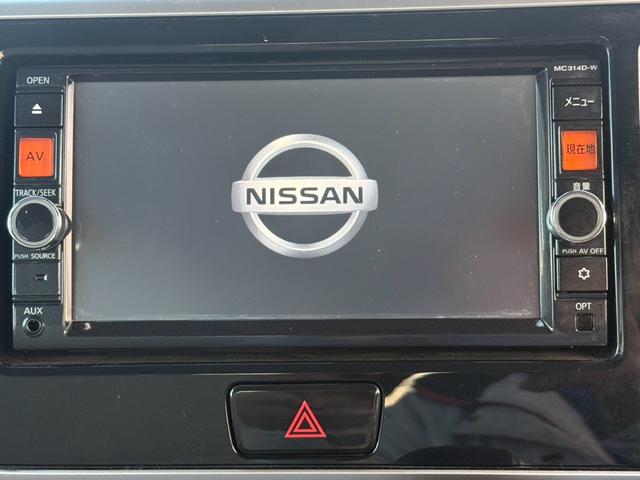 OPEN
MC314D-W
メニュー
AV
現在地
TRACK/SEEK
音量
NISSAN
PUSH SOURCE
PUSH AV OFF
AUX
OPT